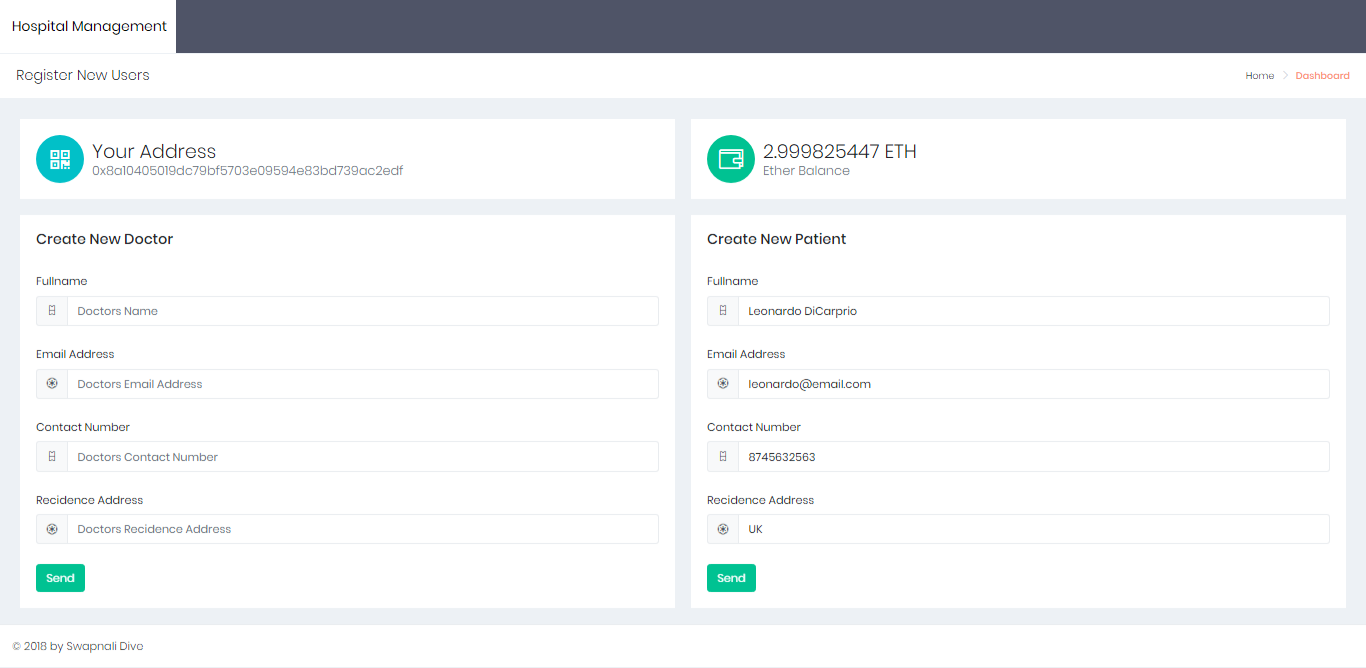 Hospital Management
Register New Users
Home
Dashboard
Your Address
0x8a10405019dc79bf5703e09594e83bd739ac2edf
2.999825447 ETH
Ether Balance
Create New Doctor
Fullname
Doctors Name
Email Address
Doctors Email Address
Contact Number
Doctors Contact Number
Recidence Address
Doctors Recidence Address
Send
Create New Patient
Fullname
Leonardo DiCarprio
Email Address
leonardo@email.com
Contact Number
8745632563
Recidence Address
UK
Send
© 2018 by Swapnali Dive